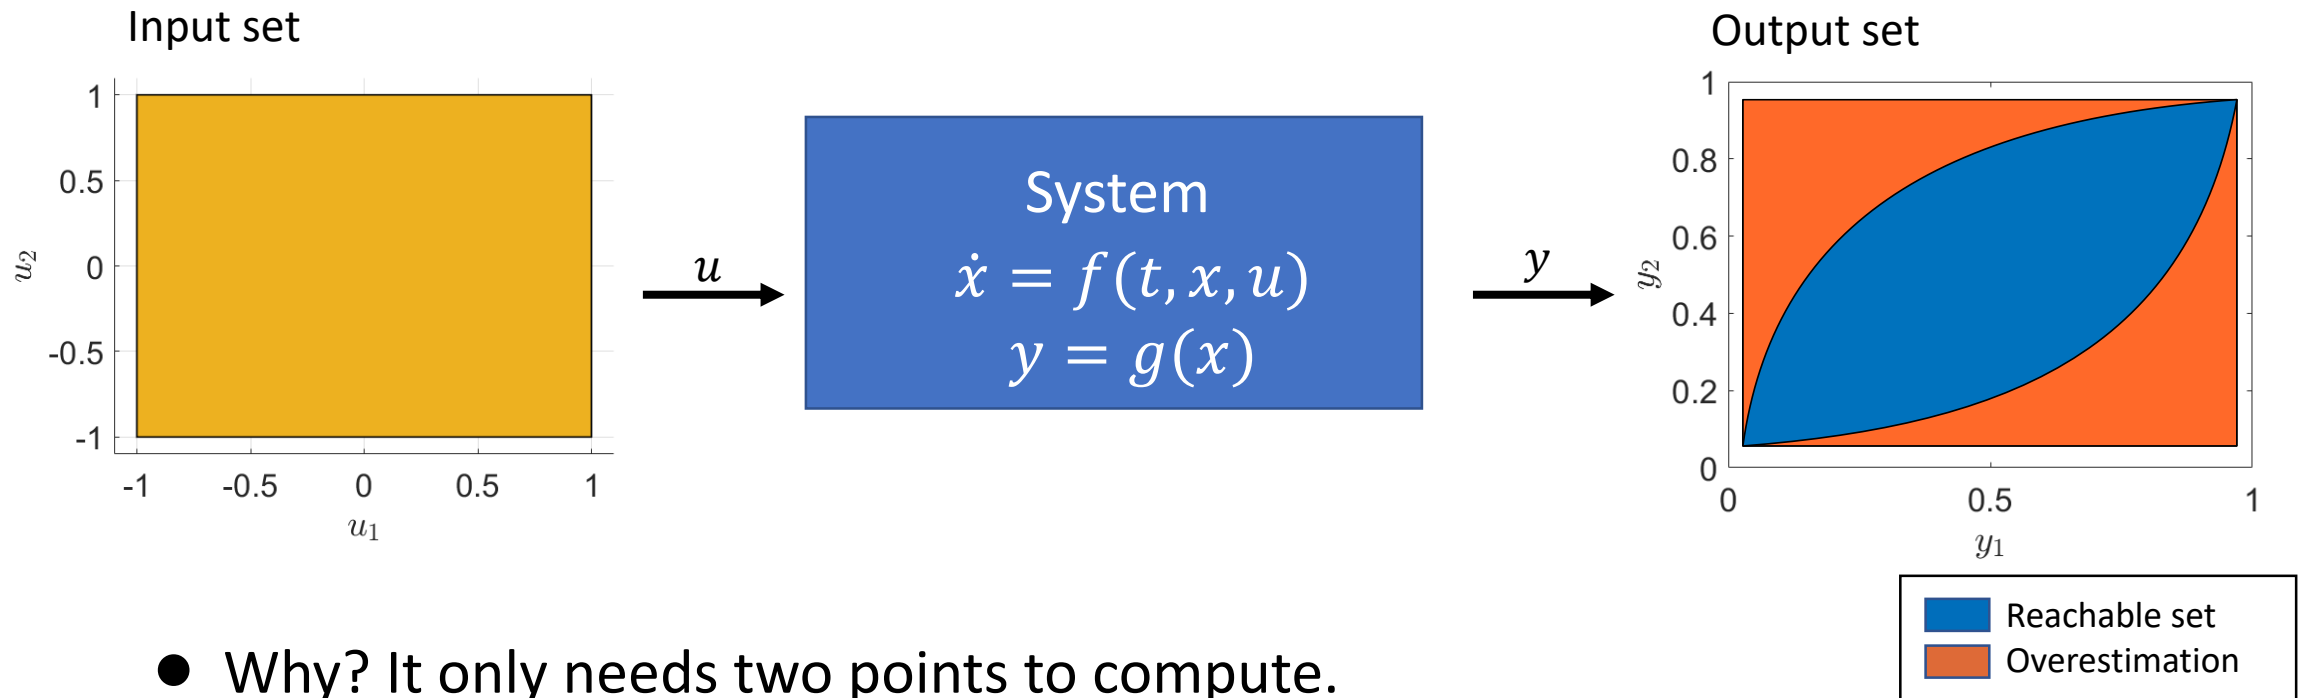 Input set
Output set
1
0.5
0
-0.5
-1
u₂
-1 -0.5 0 0.5 1
u₁
u
System
ẋ = f(t, x, u)
y = g(x)
y
1
0.8
0.6
0.4
0.2
0
y₂
0 0.5 1
y₁
Reachable set
Overestimation
● Why? It only needs two points to compute.